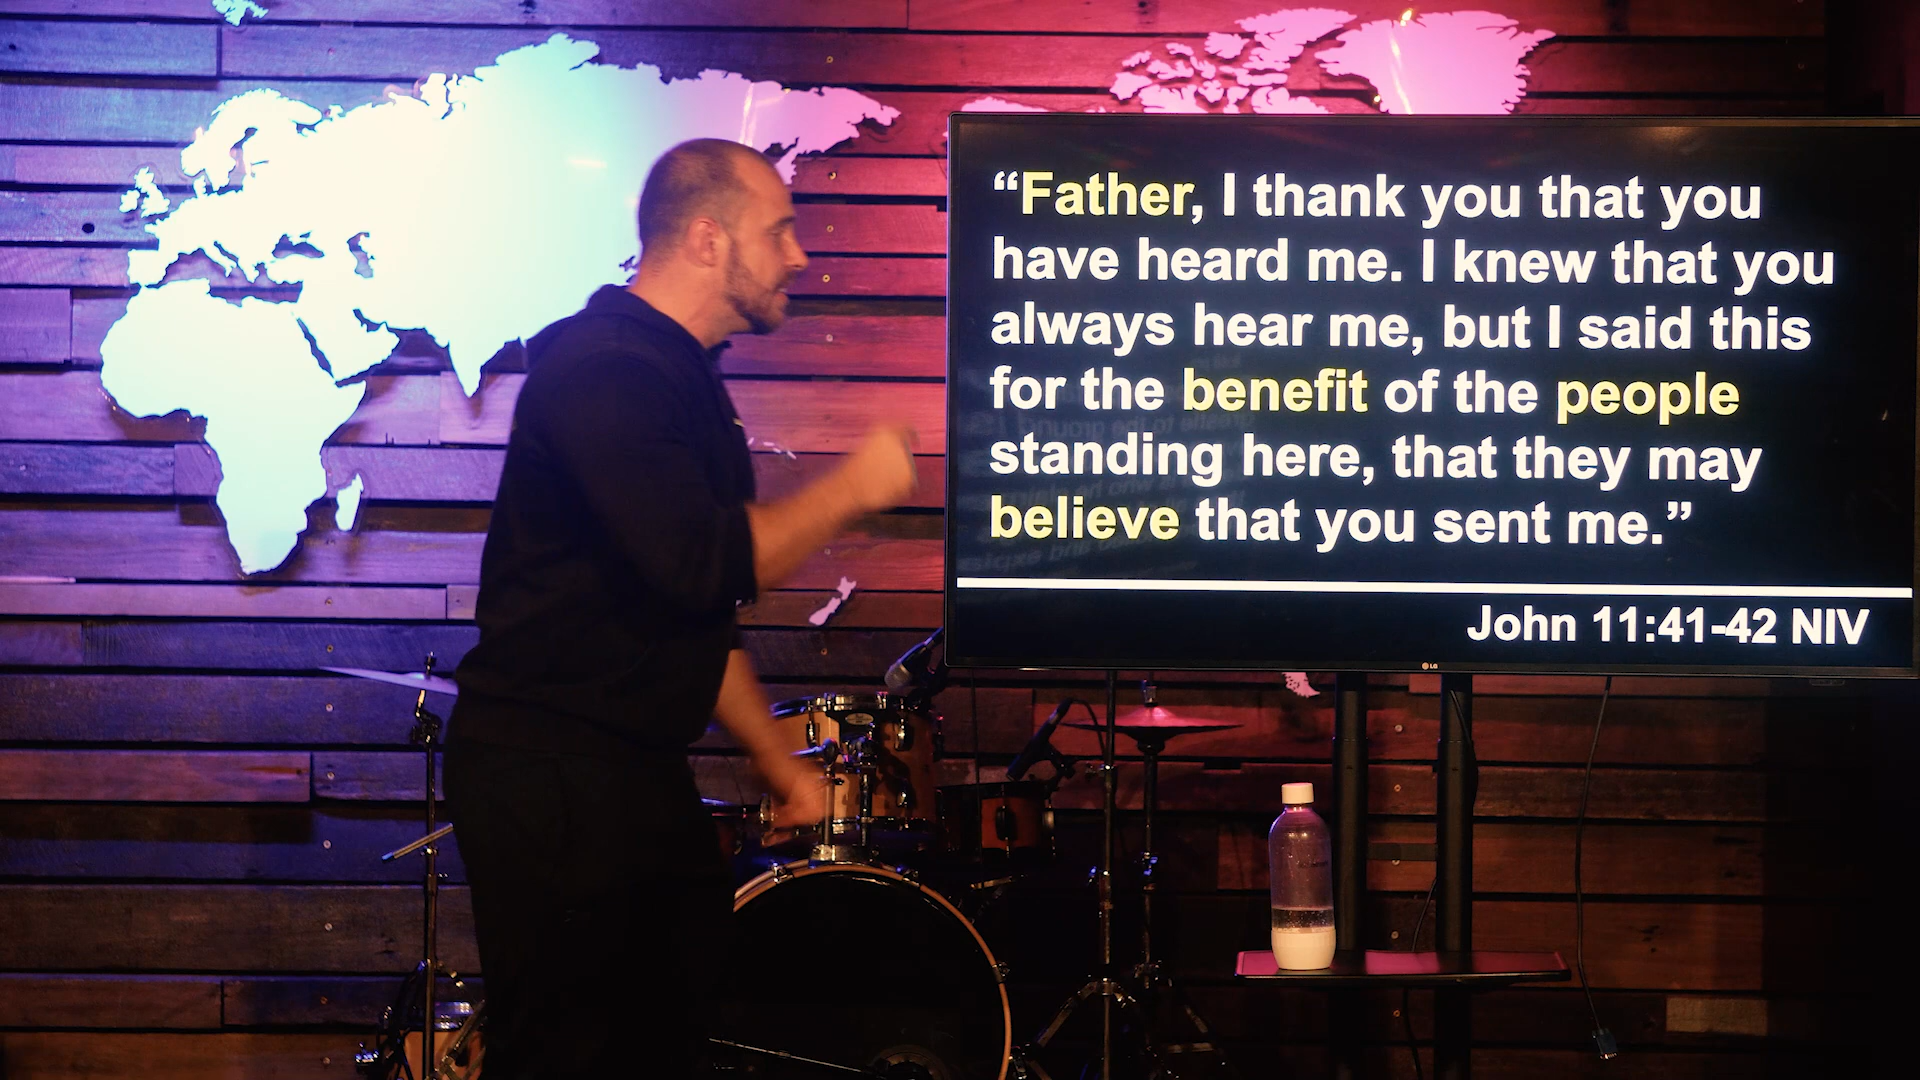 “Father, I thank you that you
have heard me. I knew that you
always hear me, but I said this
for the benefit of the people
standing here, that they may
believe that you sent me.”
John 11:41-42 NIV
LG